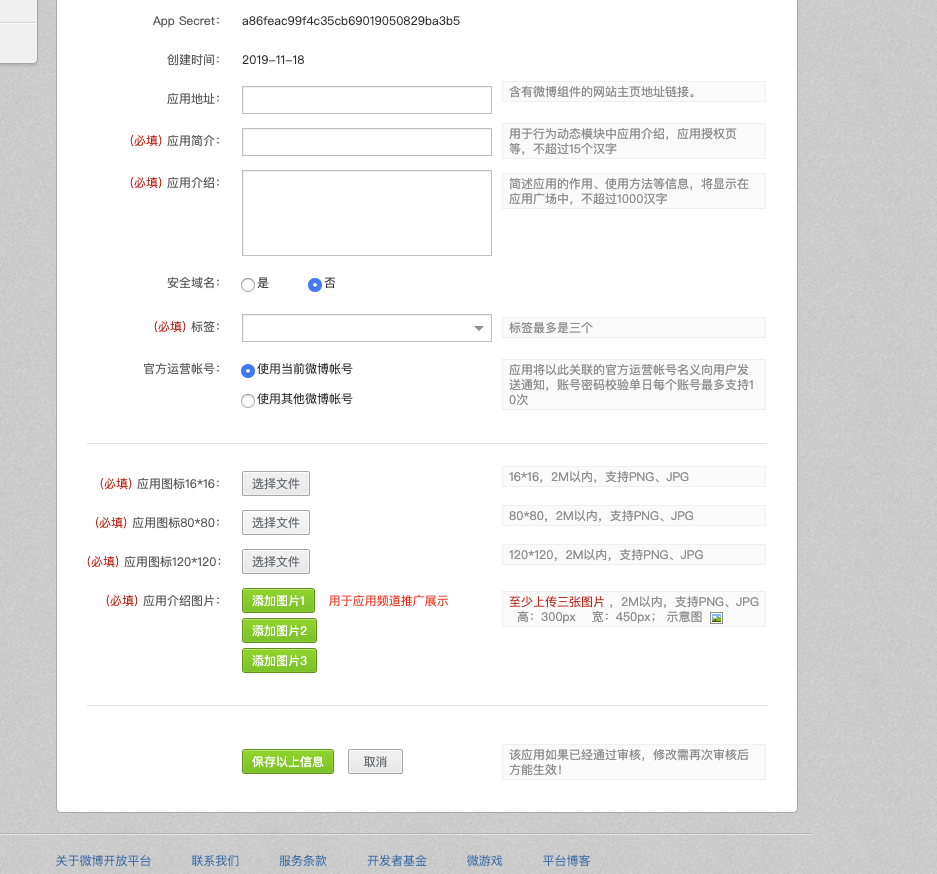 App Secret： a86feac99f4c35cb69019050829ba3b5
创建时间： 2019-11-18
应用地址： 含有微博组件的网站主页地址链接。
(必填) 应用简介： 用于行为动态模块中应用介绍，应用授权页
等，不超过15个汉字
(必填) 应用介绍： 简述应用的作用、使用方法等信息，将显示在
应用广场中，不超过1000汉字
安全域名： 是 否
(必填) 标签： 标签最多是三个
官方运营帐号： 使用当前微博帐号
使用其他微博帐号
应用将以此关联的官方运营帐号名义向用户发
送通知，账号密码校验单日每个账号最多支持1
0次
(必填) 应用图标16*16： 选择文件 16*16，2M以内，支持PNG、JPG
(必填) 应用图标80*80： 选择文件 80*80，2M以内，支持PNG、JPG
(必填) 应用图标120*120： 选择文件 120*120，2M以内，支持PNG、JPG
(必填) 应用介绍图片： 添加图片1 用于应用频道推广展示 至少上传三张图片 ，2M以内，支持PNG、JPG
高：300px 宽：450px； 示意图
添加图片2
添加图片3
保存以上信息 取消 该应用如果已经通过审核，修改需再次审核后
方能生效！
关于微博开放平台 联系我们 服务条款 开发者基金 微游戏 平台博客